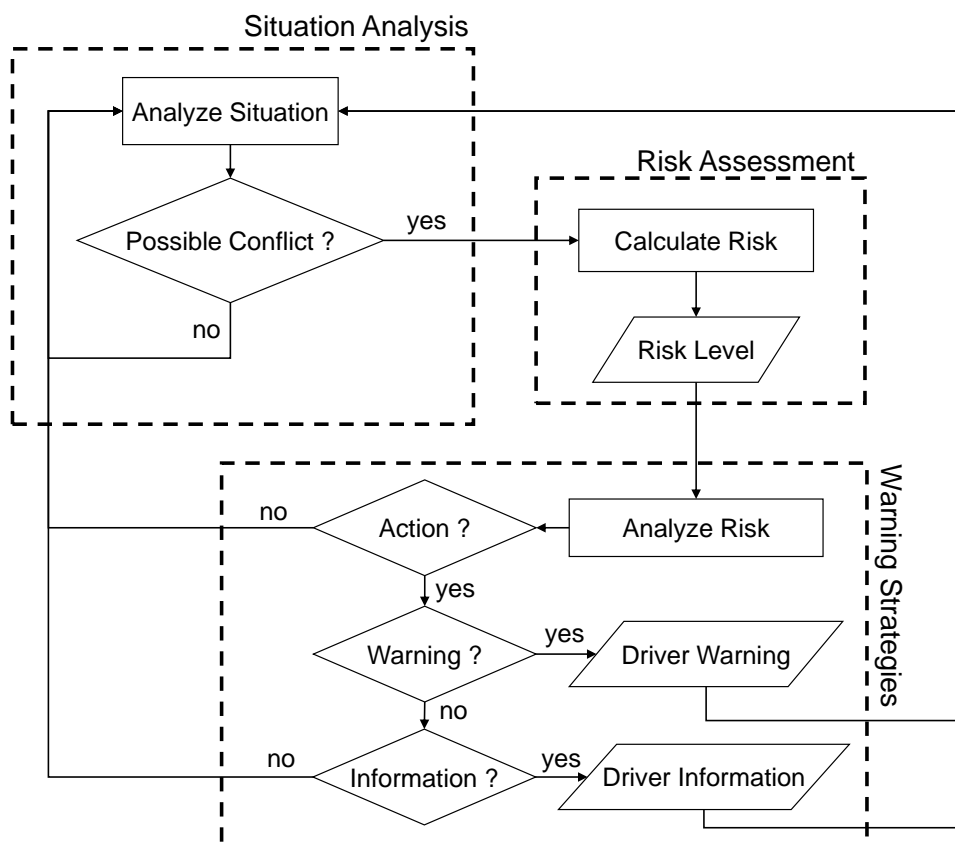 Situation Analysis
Analyze Situation
Risk Assessment
Possible Conflict ?
yes
Calculate Risk
no
Risk Level
Warning Strategies
no
Action ?
Analyze Risk
yes
Warning ?
yes
Driver Warning
no
no
Information ?
yes
Driver Information